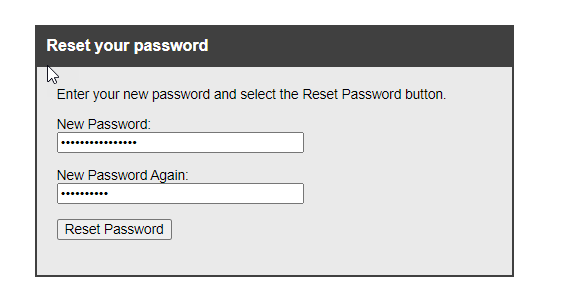 Reset your password
Enter your new password and select the Reset Password button.
New Password:
••••••••••••••••
New Password Again:
••••••••••
Reset Password